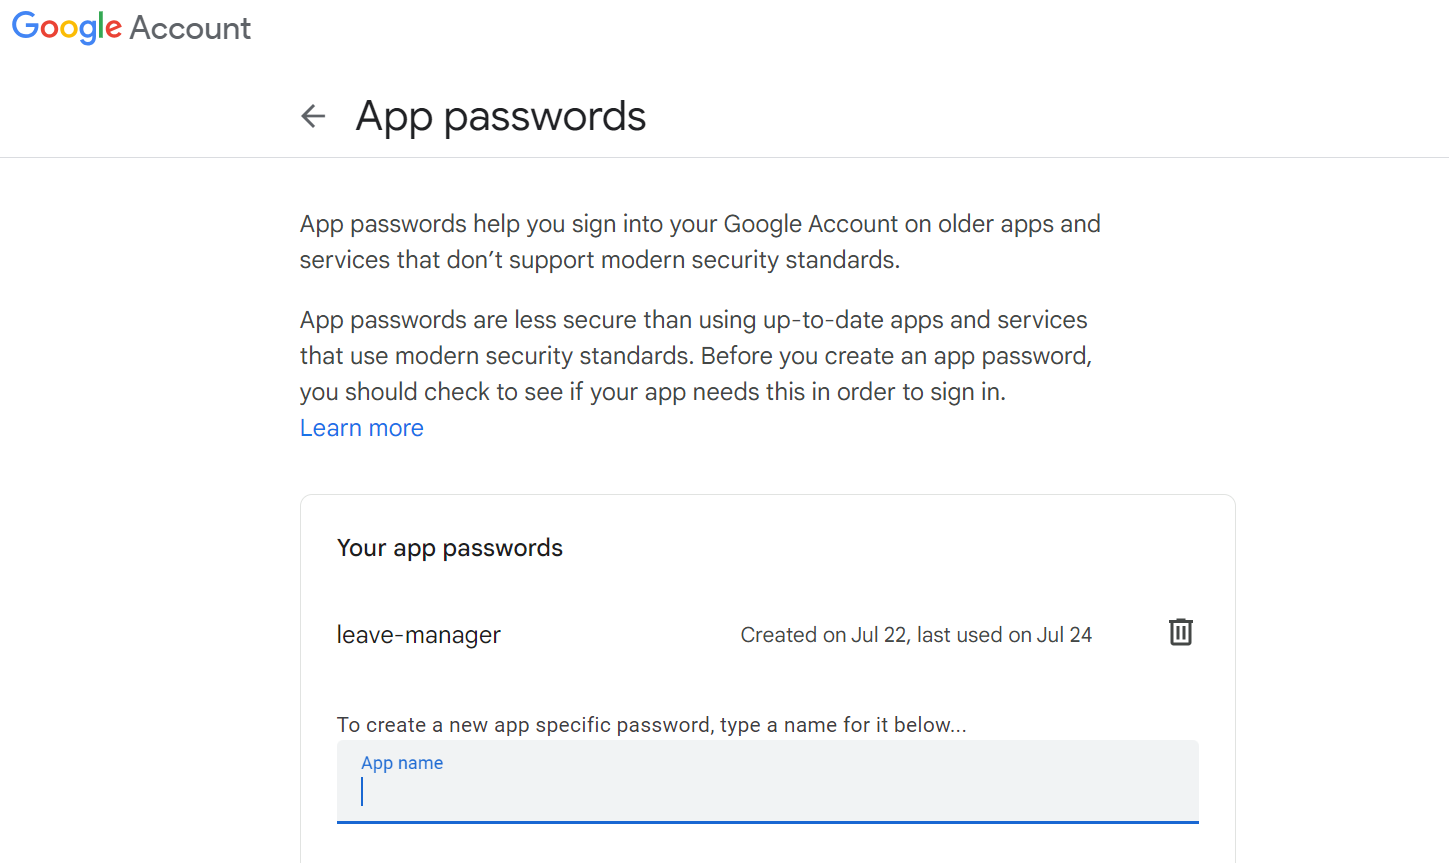 Google Account
App passwords
App passwords help you sign into your Google Account on older apps and
services that don’t support modern security standards.
App passwords are less secure than using up-to-date apps and services
that use modern security standards. Before you create an app password,
you should check to see if your app needs this in order to sign in.
Learn more
Your app passwords
leave-manager Created on Jul 22, last used on Jul 24
To create a new app specific password, type a name for it below...
App name